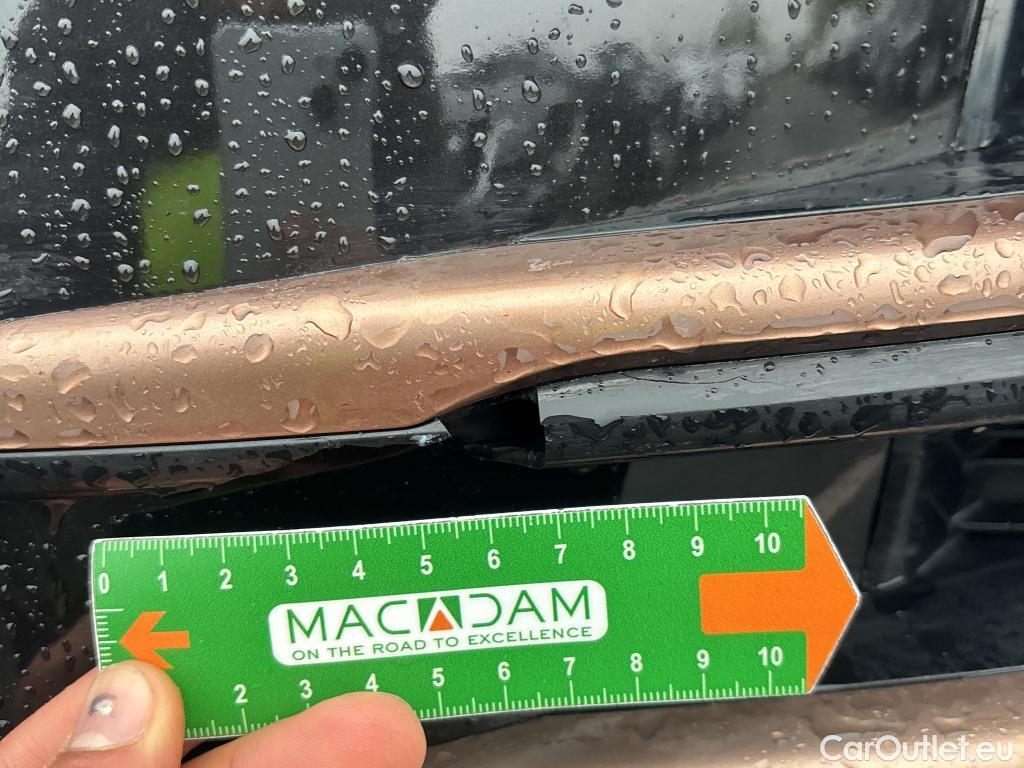 0 1 2 3 4 5 6 7 8 9 10
MACADAM
ON THE ROAD TO EXCELLENCE
2 3 4 5 6 7 8 9 10
CarOutlet.eu